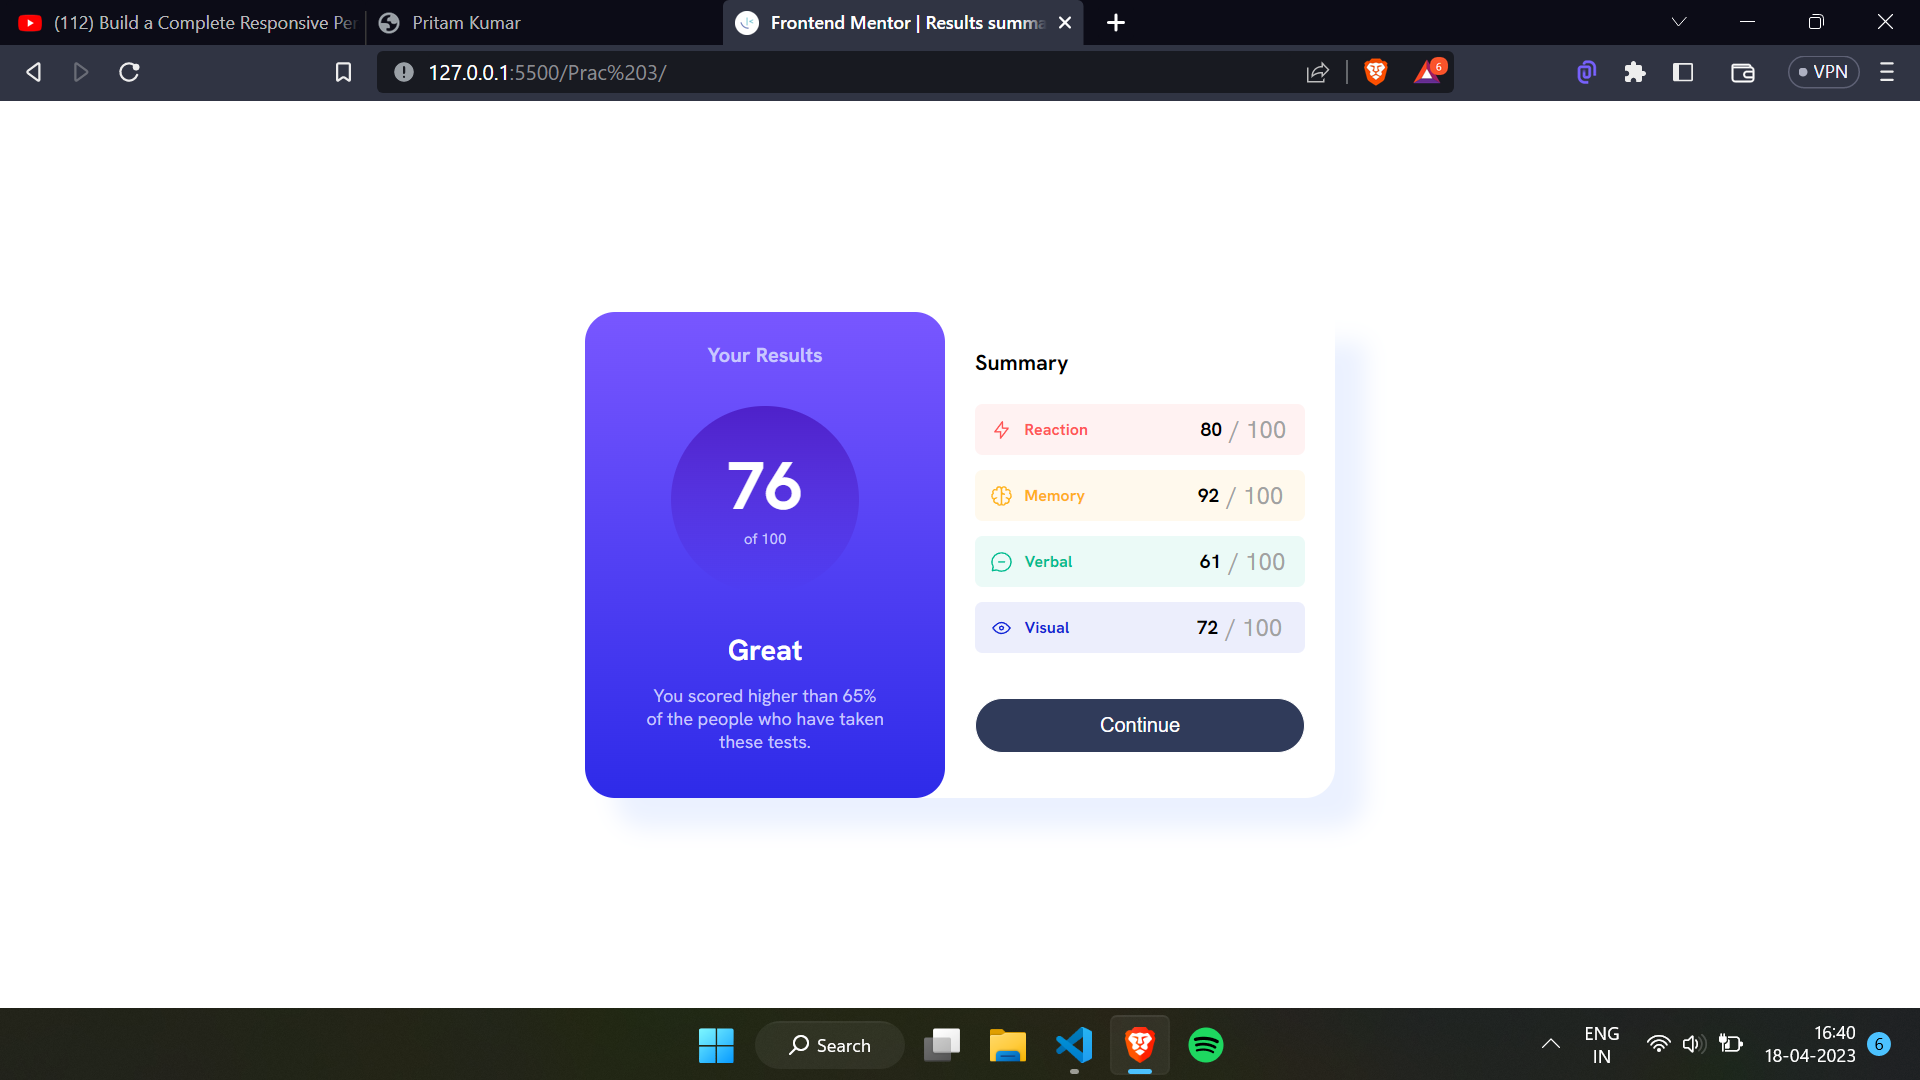 (112) Build a Complete Responsive Per
Pritam Kumar
Frontend Mentor | Results summa
127.0.0.1:5500/Prac%203/
6
VPN
Your Results
76
of 100
Great
You scored higher than 65%
of the people who have taken
these tests.
Summary
Reaction 80 / 100
Memory 92 / 100
Verbal 61 / 100
Visual 72 / 100
Continue
Search
ENG
IN
16:40
18-04-2023
6